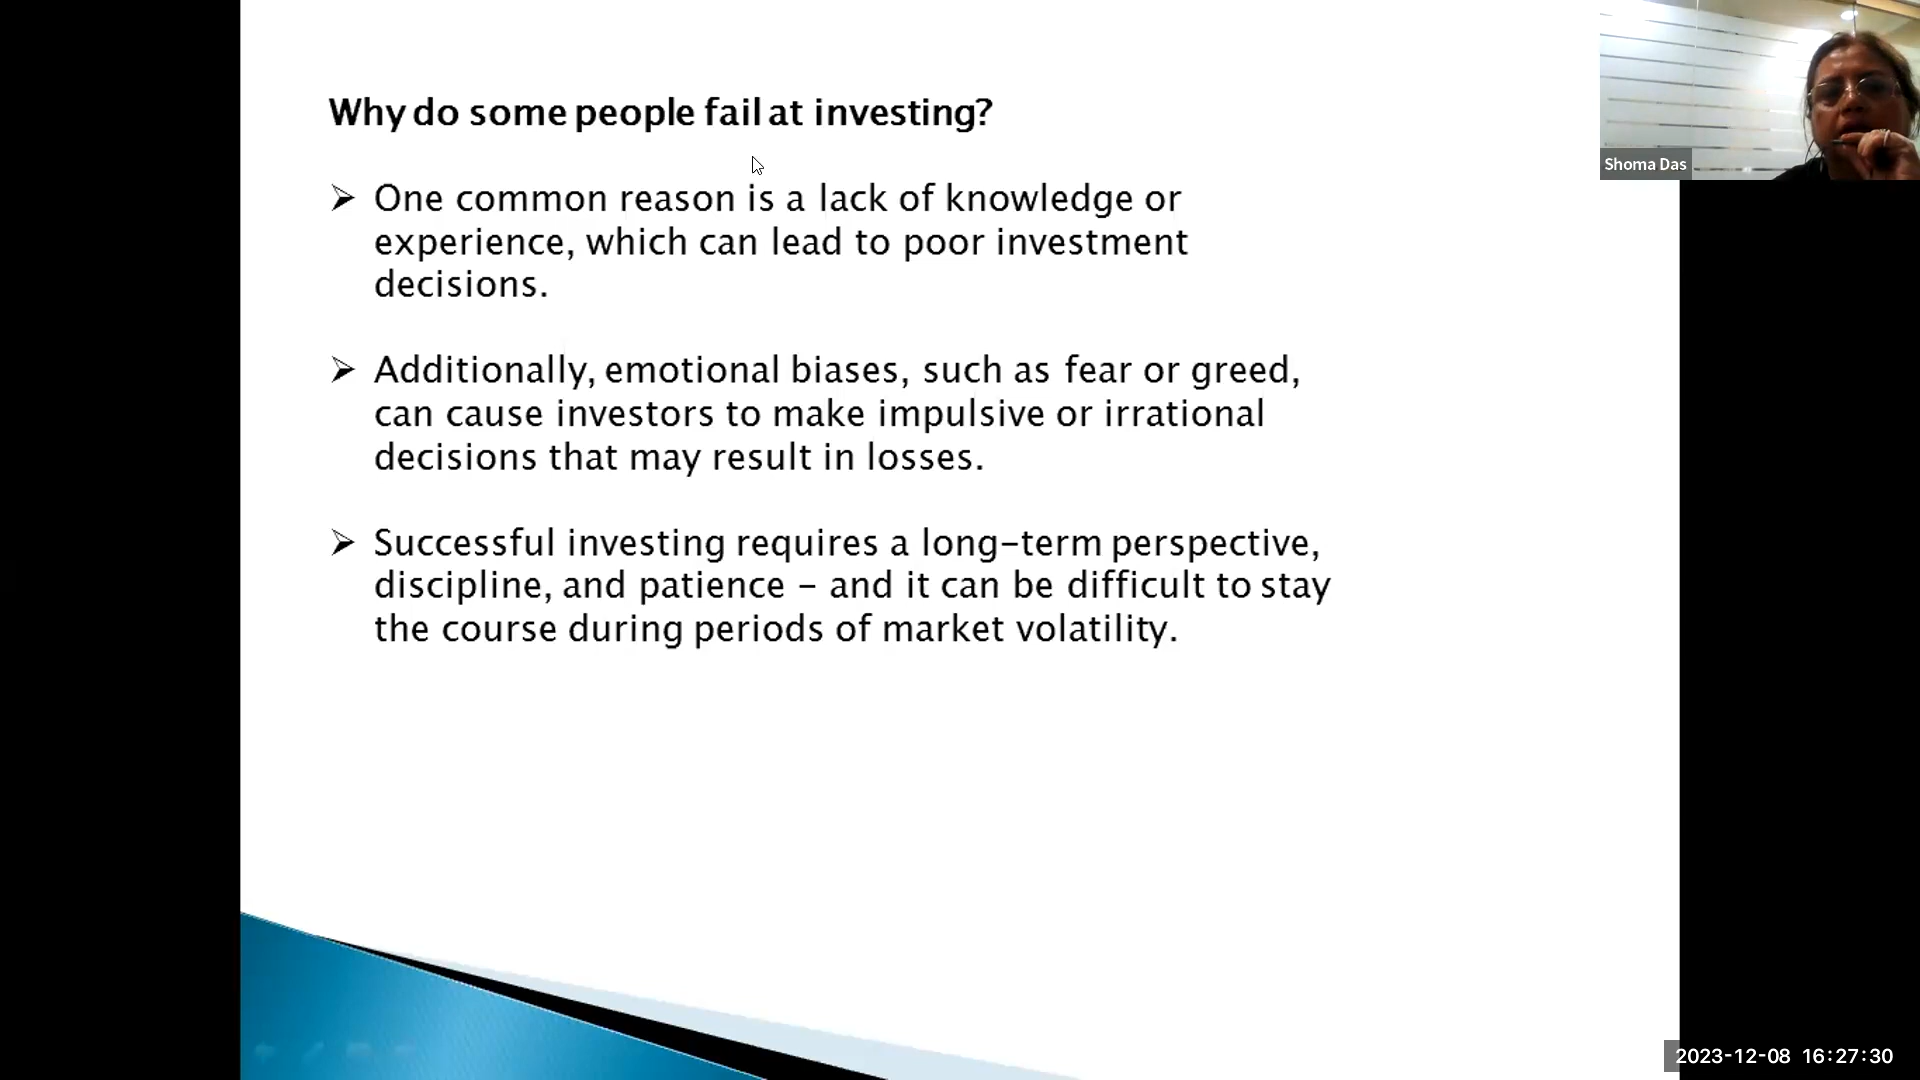 Why do some people fail at investing?
One common reason is a lack of knowledge or
experience, which can lead to poor investment
decisions.
Additionally, emotional biases, such as fear or greed,
can cause investors to make impulsive or irrational
decisions that may result in losses.
Successful investing requires a long-term perspective,
discipline, and patience – and it can be difficult to stay
the course during periods of market volatility.
Shoma Das
2023-12-08 16:27:30